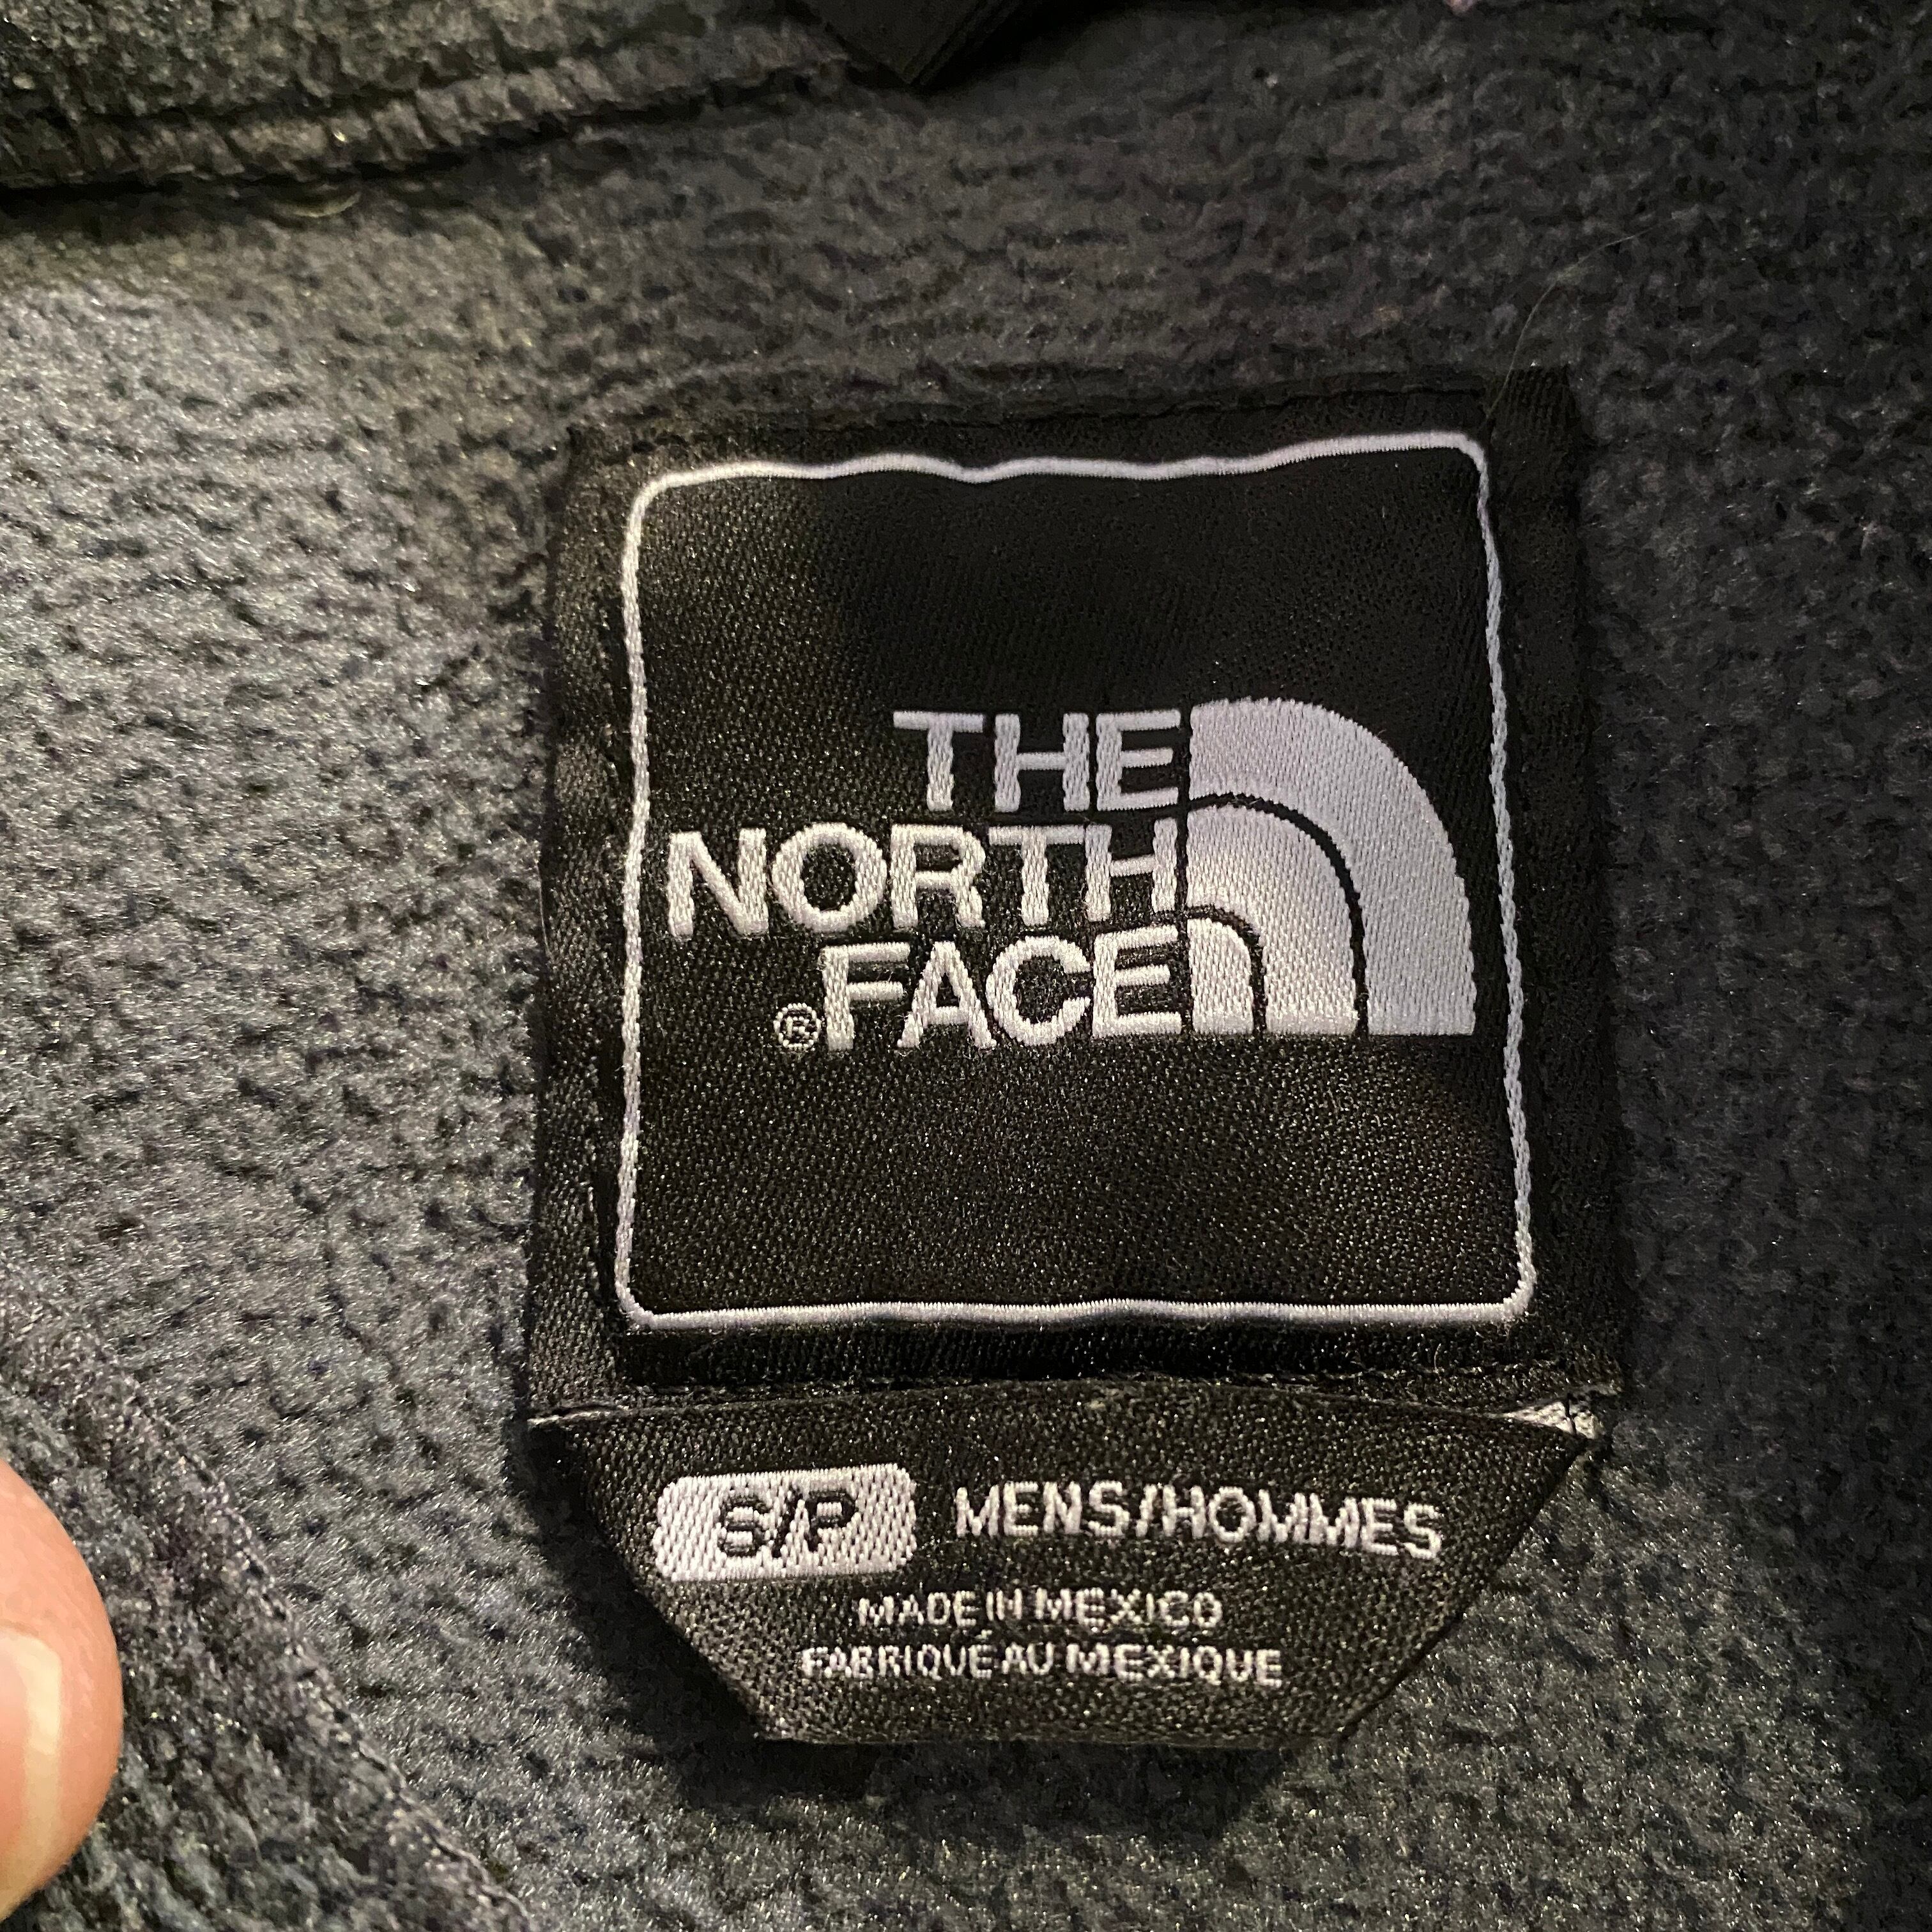 THE
NORTH
®FACE
S/P MENS/HOMMES
MADE IN MEXICO
FABRIQUÉ AU MEXIQUE